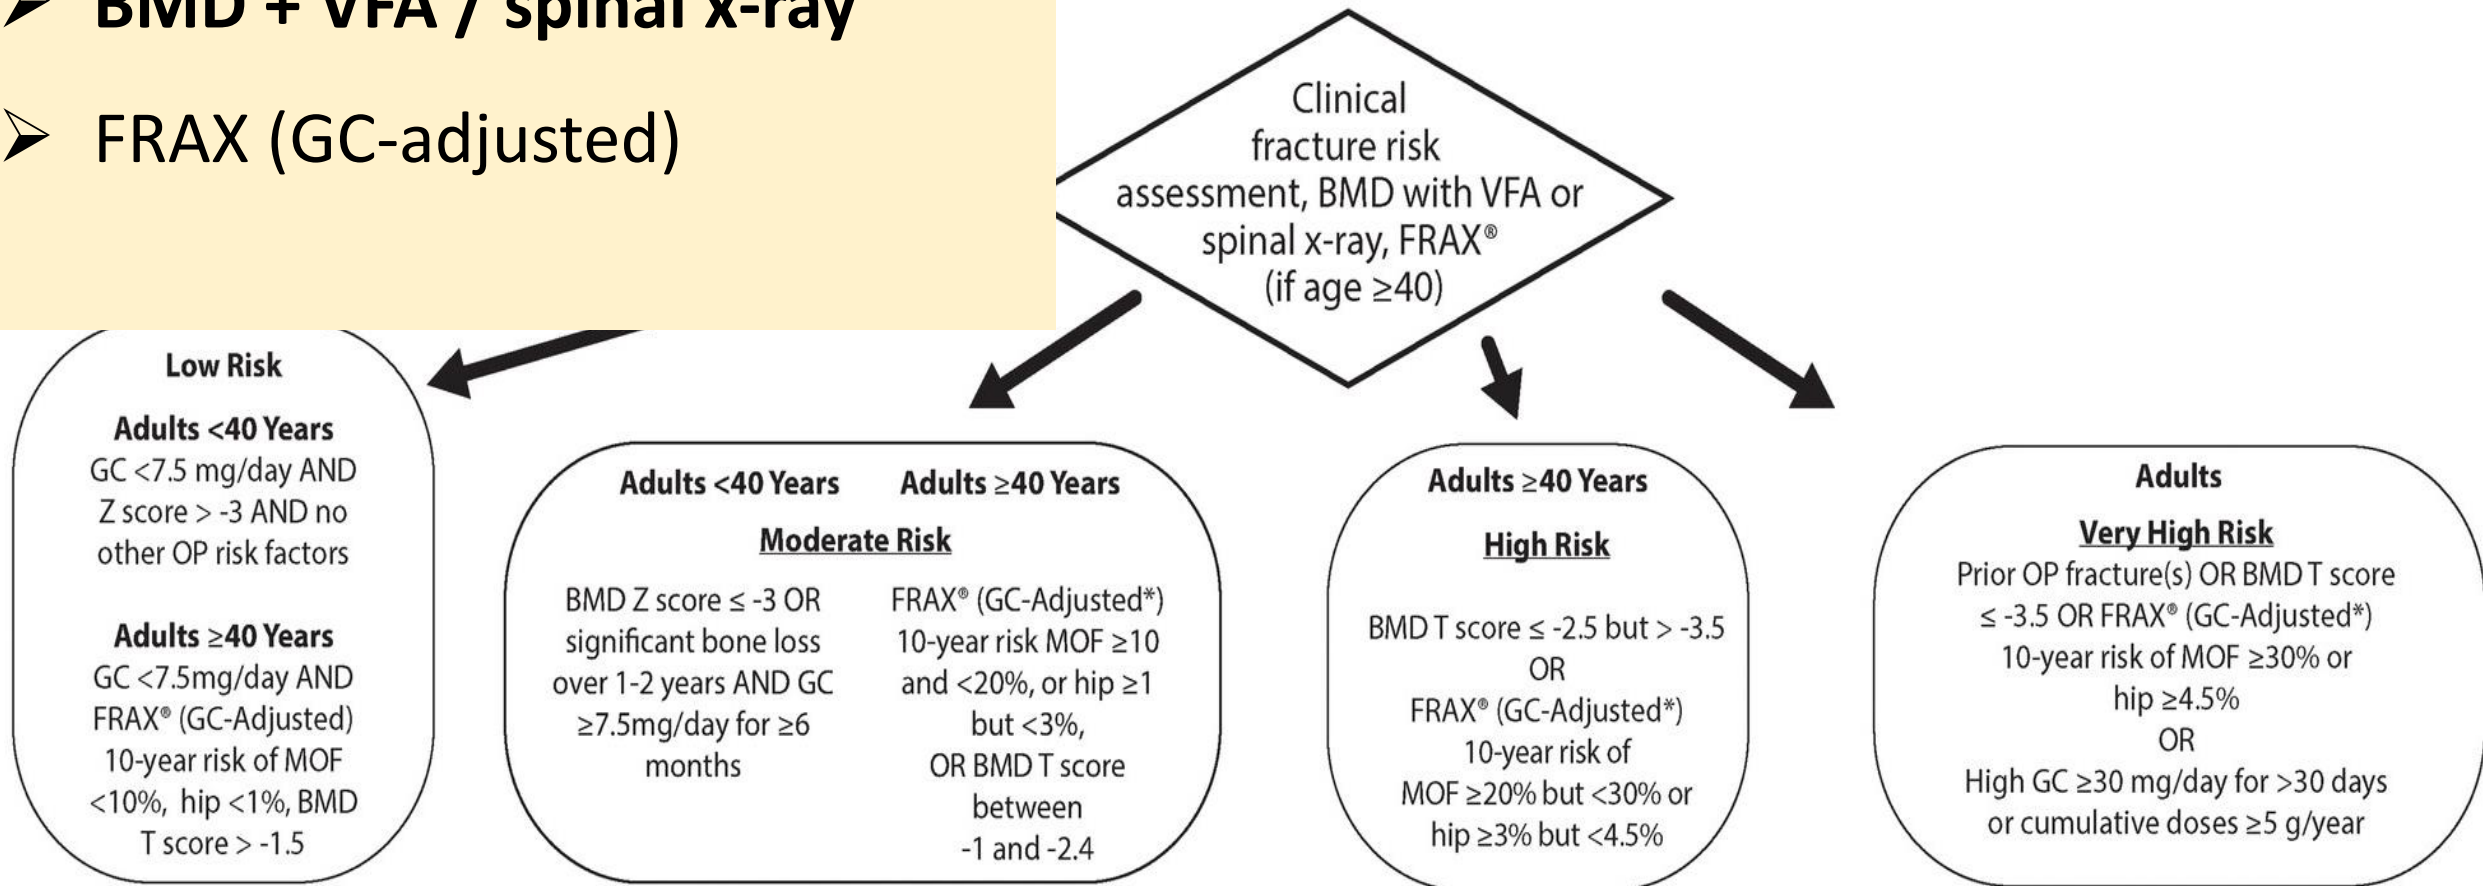 ➢ BMD + VFA / spinal x-ray
➢ FRAX (GC-adjusted)
Clinical
fracture risk
assessment, BMD with VFA or
spinal x-ray, FRAX®
(if age ≥40)
Low Risk
Adults <40 Years
GC <7.5 mg/day AND
Z score > -3 AND no
other OP risk factors
Adults ≥40 Years
GC <7.5mg/day AND
FRAX® (GC-Adjusted)
10-year risk of MOF
<10%, hip <1%, BMD
T score > -1.5
Adults <40 Years Adults ≥40 Years
Moderate Risk
BMD Z score ≤ -3 OR
significant bone loss
over 1-2 years AND GC
≥7.5mg/day for ≥6
months
FRAX® (GC-Adjusted*)
10-year risk MOF ≥10
and <20%, or hip ≥1
but <3%,
OR BMD T score
between
-1 and -2.4
Adults ≥40 Years
High Risk
BMD T score ≤ -2.5 but > -3.5
OR
FRAX® (GC-Adjusted*)
10-year risk of
MOF ≥20% but <30% or
hip ≥3% but <4.5%
Adults
Very High Risk
Prior OP fracture(s) OR BMD T score
≤ -3.5 OR FRAX® (GC-Adjusted*)
10-year risk of MOF ≥30% or
hip ≥4.5%
OR
High GC ≥30 mg/day for >30 days
or cumulative doses ≥5 g/year